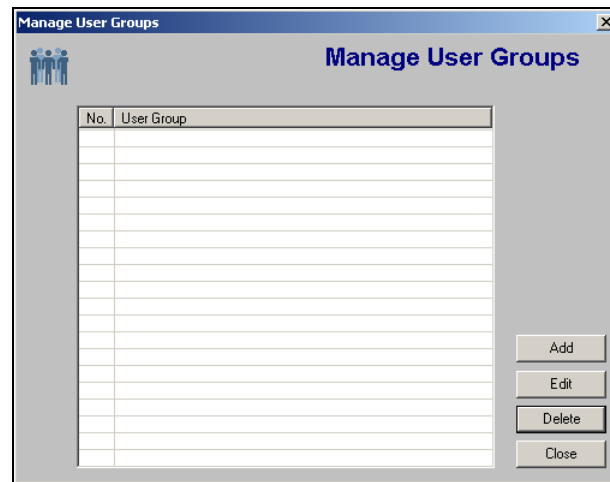 Manage User Groups
Manage User Groups
No. User Group
Add
Edit
Delete
Close